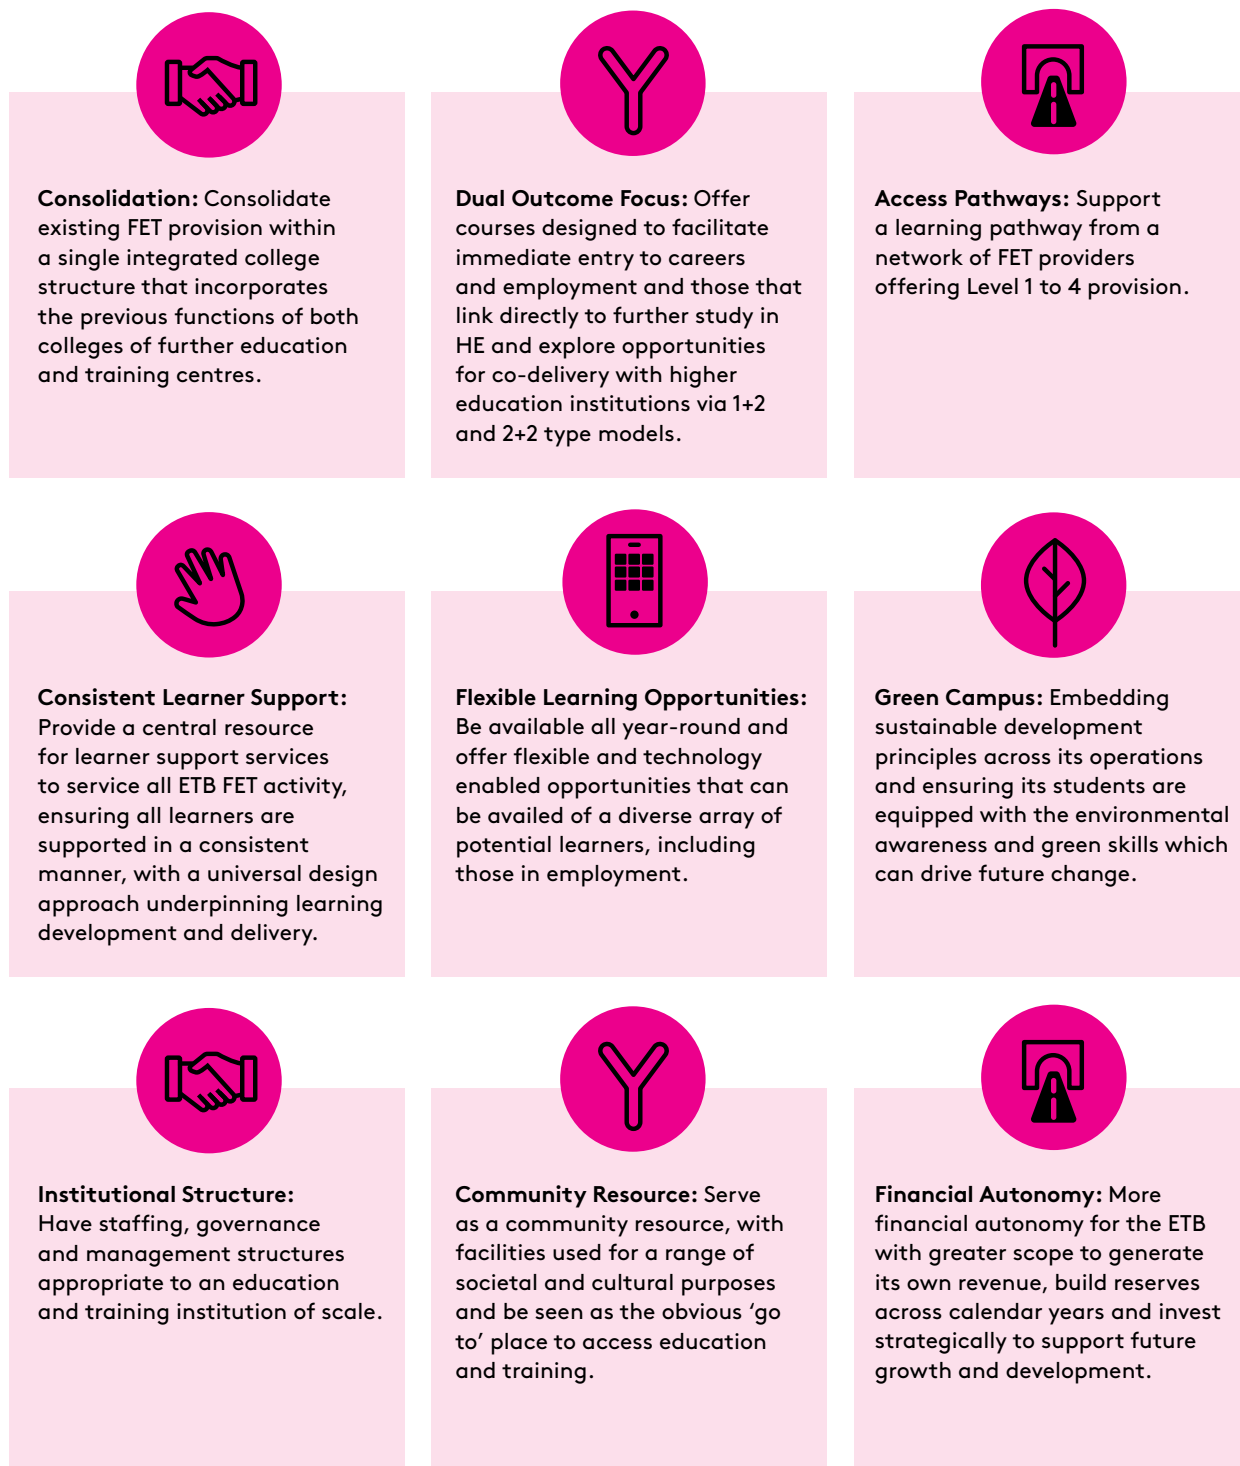 Consolidation: Consolidate
existing FET provision within
a single integrated college
structure that incorporates
the previous functions of both
colleges of further education
and training centres.
Dual Outcome Focus: Offer
courses designed to facilitate
immediate entry to careers
and employment and those that
link directly to further study in
HE and explore opportunities
for co-delivery with higher
education institutions via 1+2
and 2+2 type models.
Access Pathways: Support
a learning pathway from a
network of FET providers
offering Level 1 to 4 provision.
Consistent Learner Support:
Provide a central resource
for learner support services
to service all ETB FET activity,
ensuring all learners are
supported in a consistent
manner, with a universal design
approach underpinning learning
development and delivery.
Flexible Learning Opportunities:
Be available all year-round and
offer flexible and technology
enabled opportunities that can
be availed of a diverse array of
potential learners, including
those in employment.
Green Campus: Embedding
sustainable development
principles across its operations
and ensuring its students are
equipped with the environmental
awareness and green skills which
can drive future change.
Institutional Structure:
Have staffing, governance
and management structures
appropriate to an education
and training institution of scale.
Community Resource: Serve
as a community resource, with
facilities used for a range of
societal and cultural purposes
and be seen as the obvious ‘go
to’ place to access education
and training.
Financial Autonomy: More
financial autonomy for the ETB
with greater scope to generate
its own revenue, build reserves
across calendar years and invest
strategically to support future
growth and development.